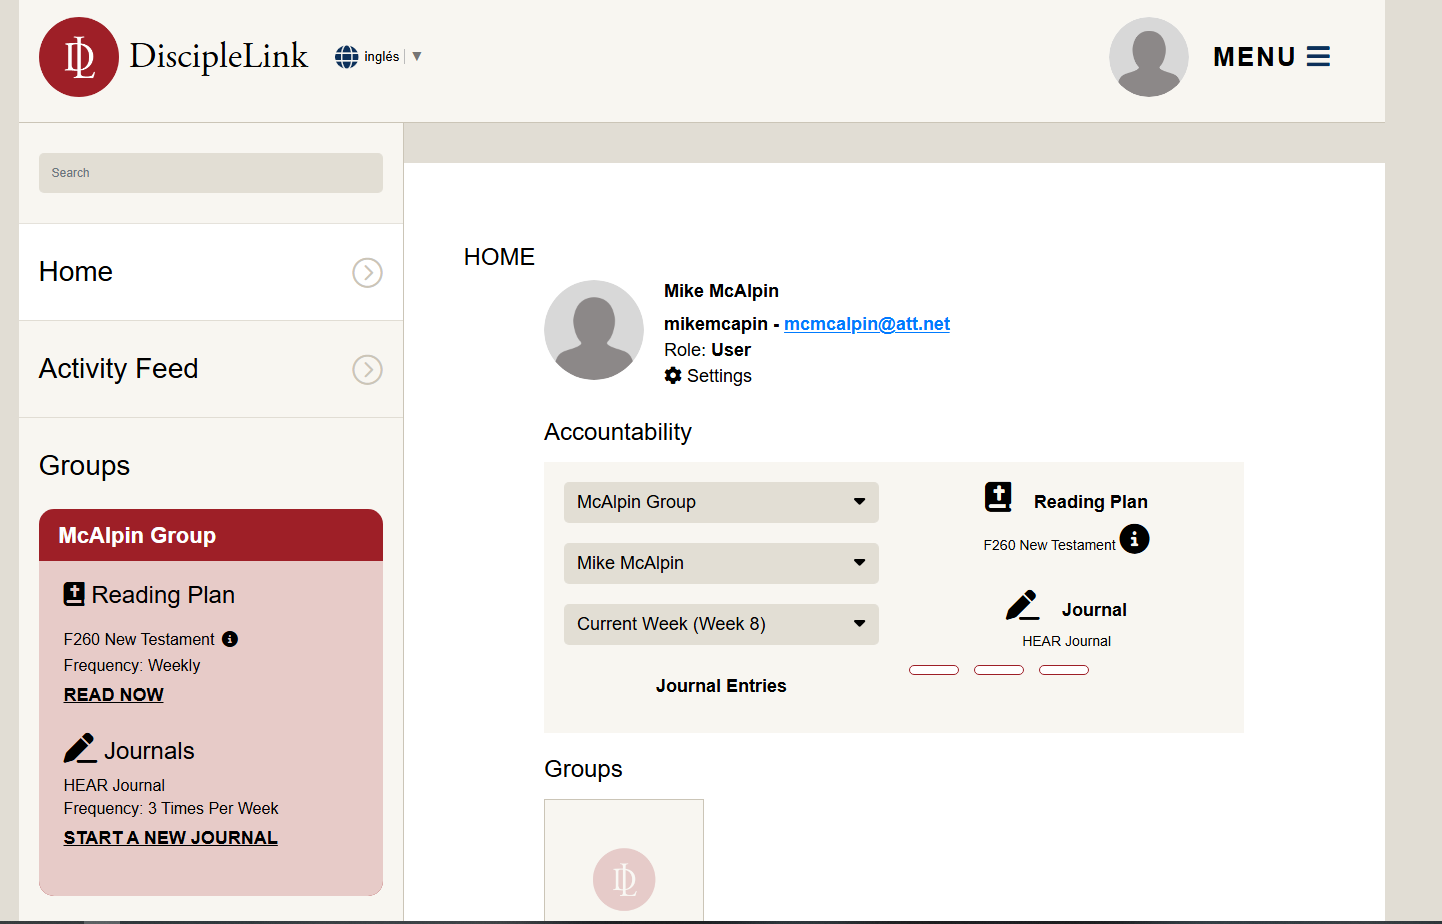 DL DiscipleLink inglés ▼ MENU
Search
Home
Activity Feed
Groups
McAlpin Group
Reading Plan
F260 New Testament
Frequency: Weekly
READ NOW
Journals
HEAR Journal
Frequency: 3 Times Per Week
START A NEW JOURNAL
HOME
Mike McAlpin
mikemcapin - mcmcalpin@att.net
Role: User
Settings
Accountability
McAlpin Group
Mike McAlpin
Current Week (Week 8)
Journal Entries
Reading Plan
F260 New Testament
Journal
HEAR Journal
Groups
DL